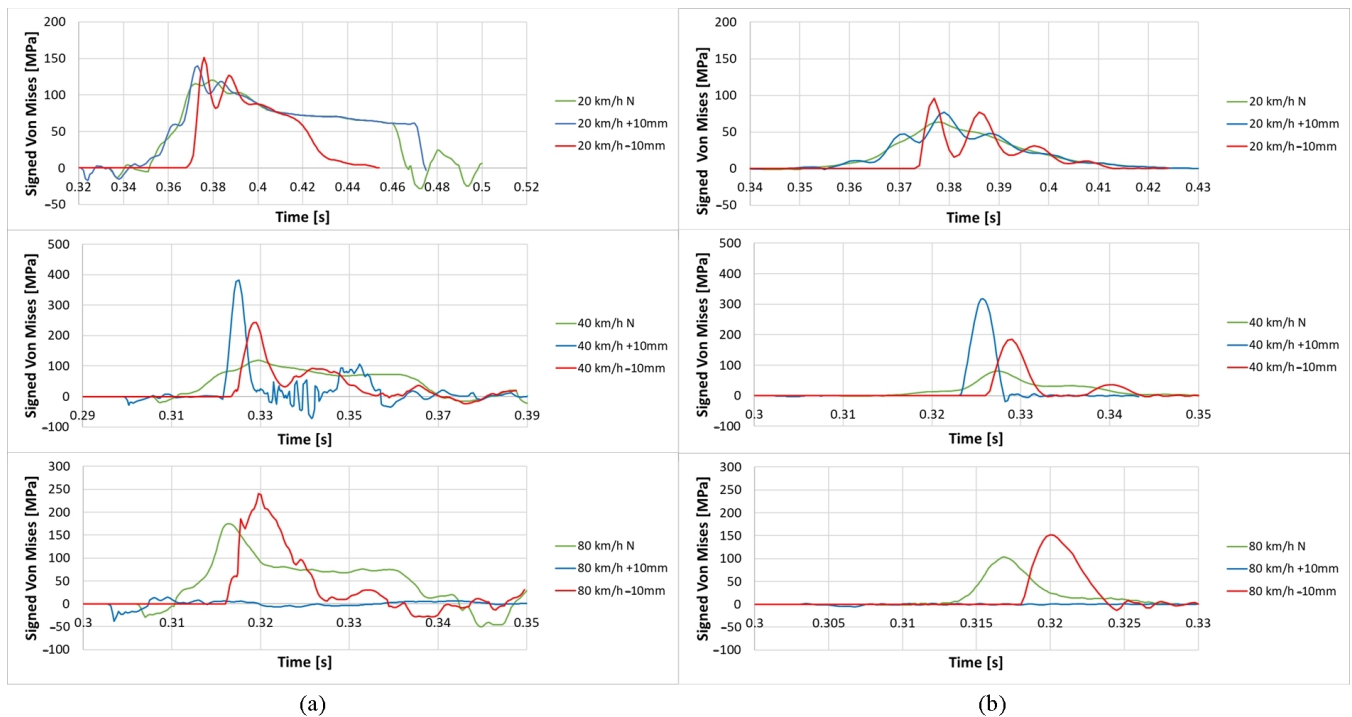 Signed Von Mises [MPa]
200
150
100
50
0
−50
0.32 0.34 0.36 0.38 0.4 0.42 0.44 0.46 0.48 0.5 0.52
Time [s]
20 km/h N
20 km/h +10mm
20 km/h −10mm
Signed Von Mises [MPa]
200
150
100
50
0
−50
0.34 0.35 0.36 0.37 0.38 0.39 0.4 0.41 0.42 0.43
Time [s]
20 km/h N
20 km/h +10mm
20 km/h −10mm
Signed Von Mises [MPa]
500
400
300
200
100
0
−100
0.29 0.31 0.33 0.35 0.37 0.39
Time [s]
40 km/h N
40 km/h +10mm
40 km/h −10mm
Signed Von Mises [MPa]
500
400
300
200
100
0
−100
0.3 0.31 0.32 0.33 0.34 0.35
Time [s]
40 km/h N
40 km/h +10mm
40 km/h −10mm
Signed Von Mises [MPa]
300
250
200
150
100
50
0
−50
−100
0.3 0.31 0.32 0.33 0.34 0.35
Time [s]
80 km/h N
80 km/h +10mm
80 km/h −10mm
Signed Von Mises [MPa]
300
250
200
150
100
50
0
−50
−100
0.3 0.305 0.31 0.315 0.32 0.325 0.33
Time [s]
80 km/h N
80 km/h +10mm
80 km/h −10mm
(a)
(b)